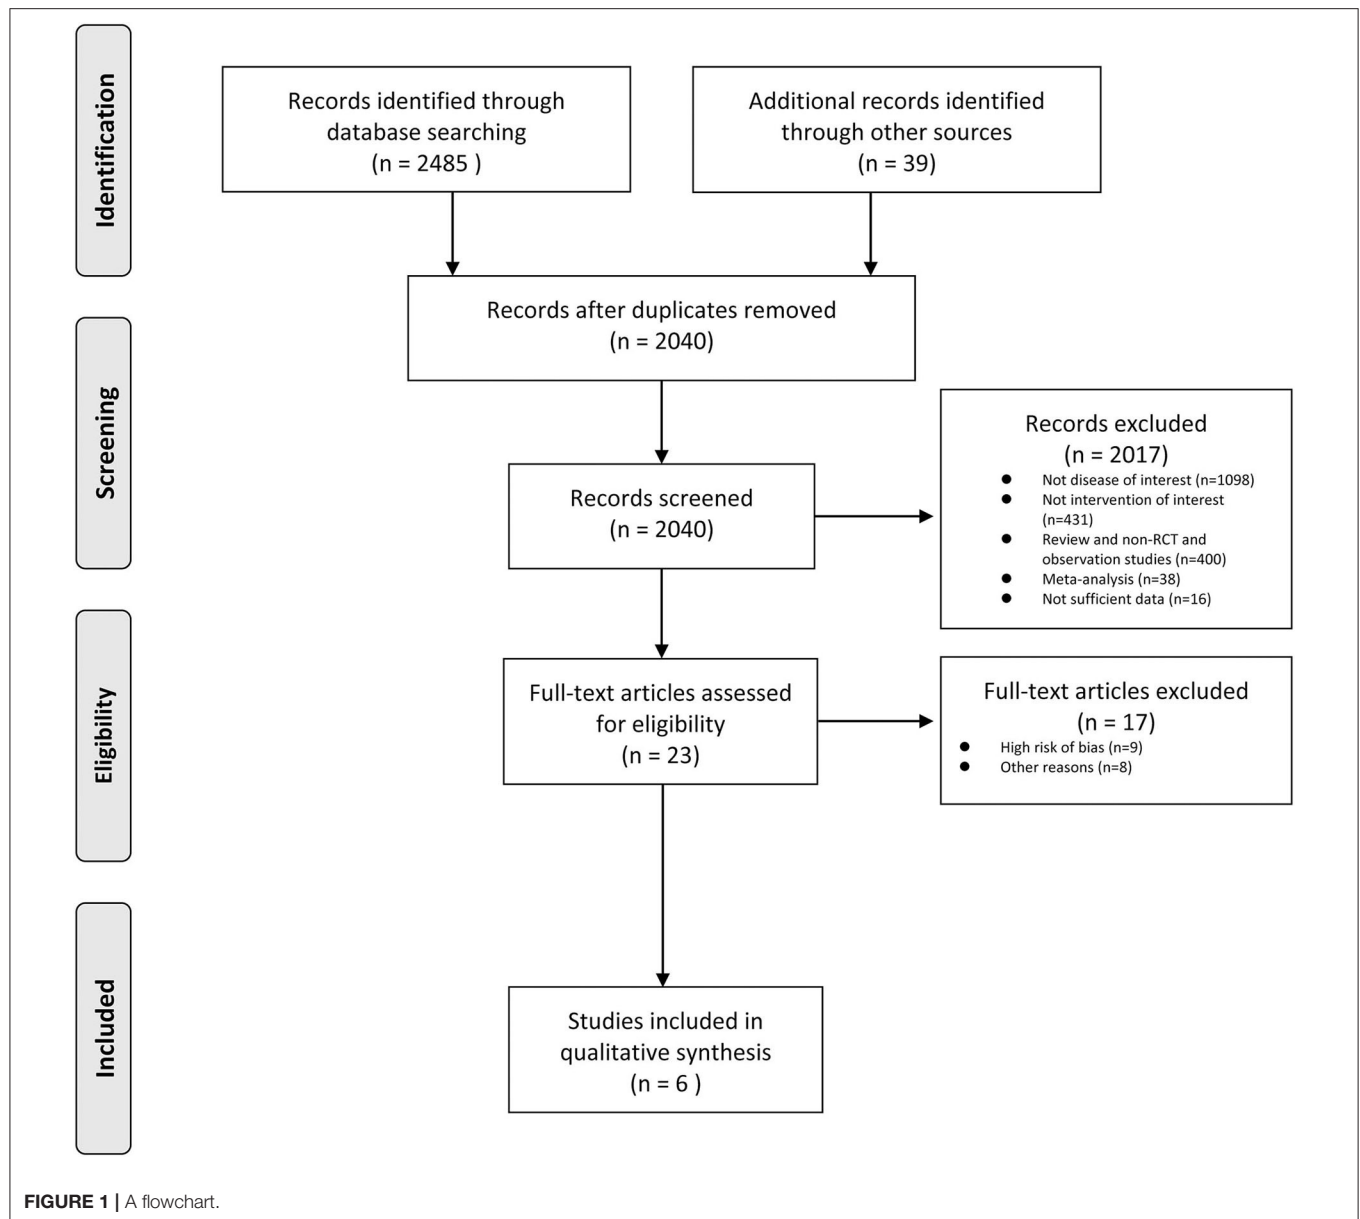 Identification
Records identified through
database searching
(n = 2485 )
Additional records identified
through other sources
(n = 39)
Records after duplicates removed
(n = 2040)
Screening
Records screened
(n = 2040)
Records excluded
(n = 2017)
● Not disease of interest (n=1098)
● Not intervention of interest
(n=431)
● Review and non-RCT and
observation studies (n=400)
● Meta-analysis (n=38)
● Not sufficient data (n=16)
Eligibility
Full-text articles assessed
for eligibility
(n = 23)
Full-text articles excluded
(n = 17)
● High risk of bias (n=9)
● Other reasons (n=8)
Included
Studies included in
qualitative synthesis
(n = 6 )
FIGURE 1 | A flowchart.